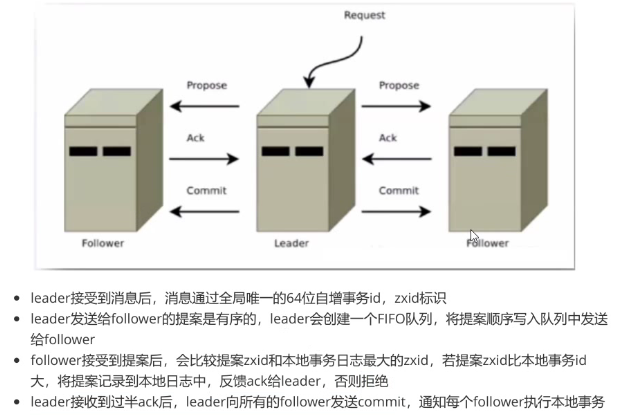 Request
Propose
Propose
Ack
Ack
Commit
Commit
Follower
Leader
Follower
leader接受到消息后，消息通过全局唯一的64位自增事务id，zxid标识
leader发送给follower的提案是有序的，leader会创建一个FIFO队列，将提案顺序写入队列中发送
给follower
follower接受到提案后，会比较提案zxid和本地事务日志最大的zxid，若提案zxid比本地事务id
大，将提案记录到本地日志中，反馈ack给leader，否则拒绝
leader接收到过半ack后，leader向所有的follower发送commit，通知每个follower执行本地事务